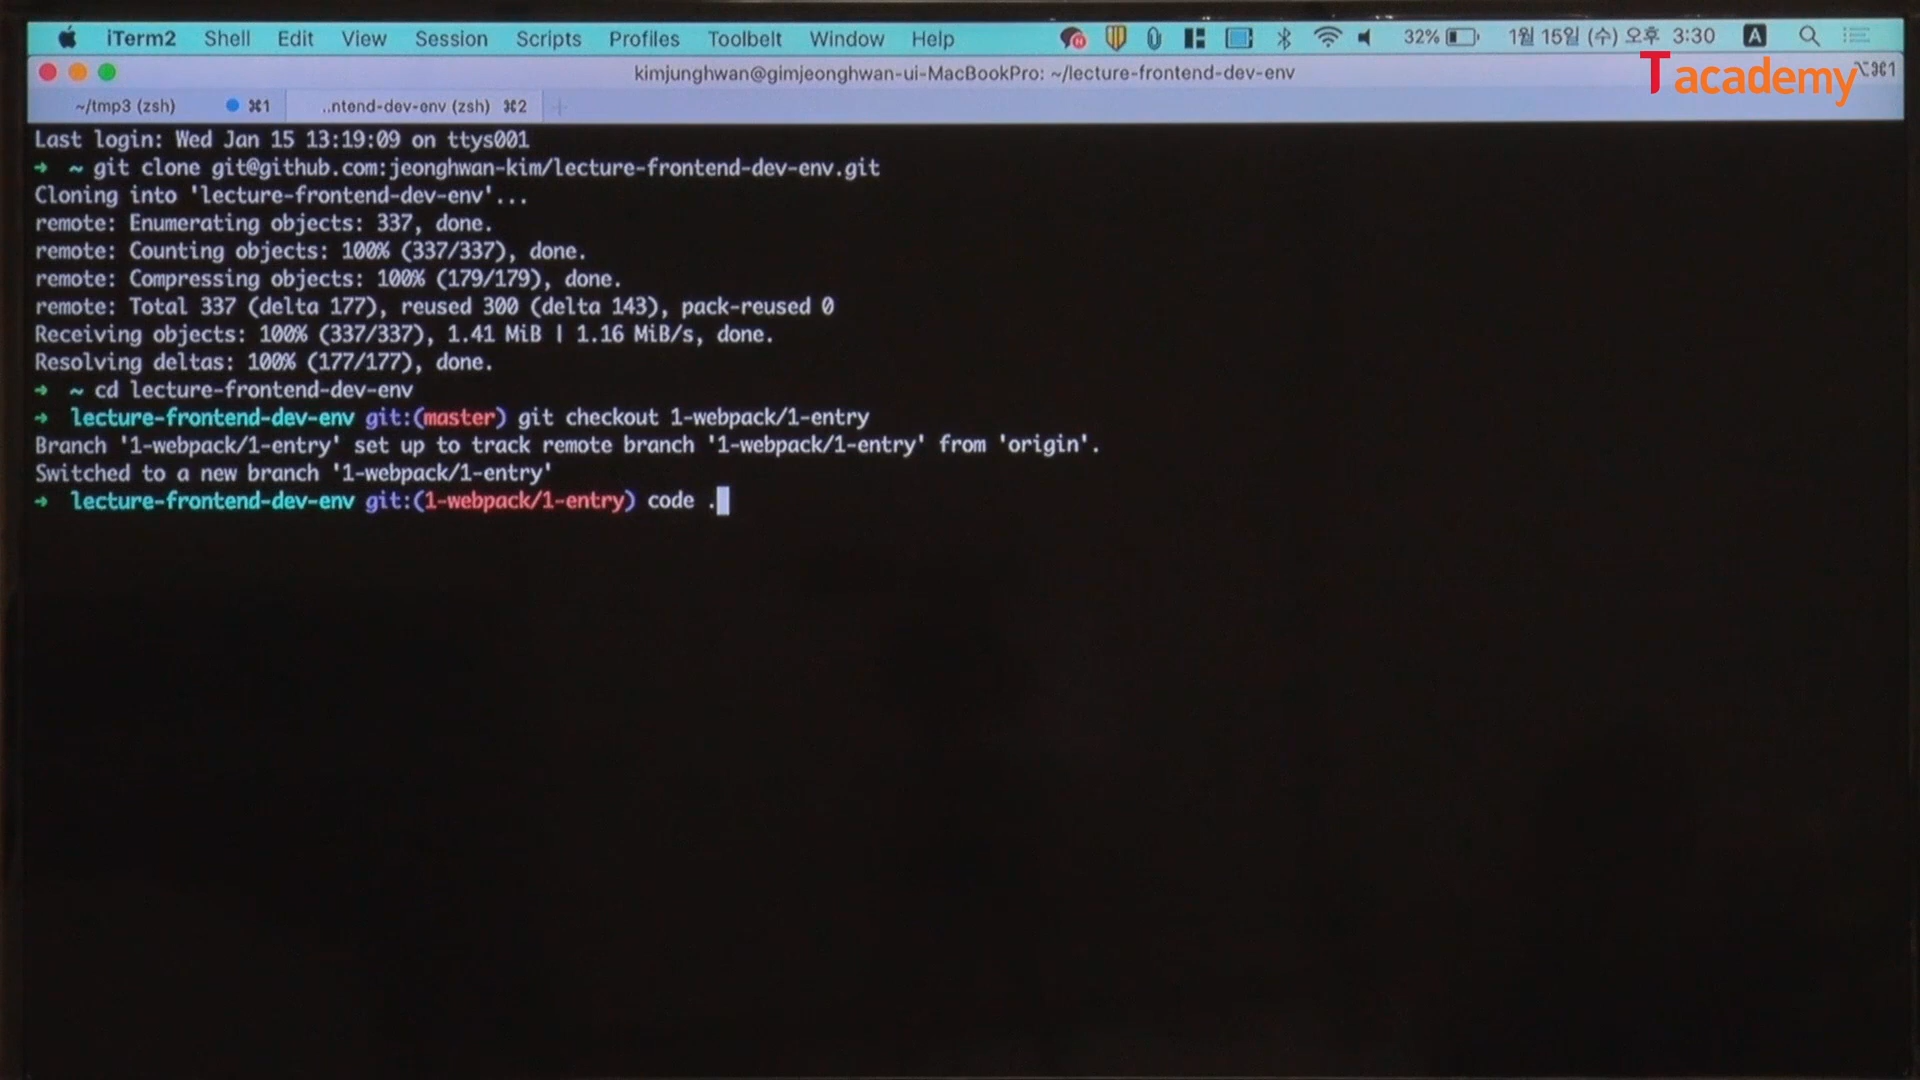 iTerm2 Shell Edit View Session Scripts Profiles Toolbelt Window Help 32% 1월 15일 (수) 오후 3:30 A
kimjunghwan@gimjeonghwan-ui-MacBookPro: ~/lecture-frontend-dev-env ⌥⌘1
Tacademy
~/tmp3 (zsh) ⌘1 ..ntend-dev-env (zsh) ⌘2 +
Last login: Wed Jan 15 13:19:09 on ttys001
➜ ~ git clone git@github.com:jeonghwan-kim/lecture-frontend-dev-env.git
Cloning into 'lecture-frontend-dev-env'...
remote: Enumerating objects: 337, done.
remote: Counting objects: 100% (337/337), done.
remote: Compressing objects: 100% (179/179), done.
remote: Total 337 (delta 177), reused 300 (delta 143), pack-reused 0
Receiving objects: 100% (337/337), 1.41 MiB | 1.16 MiB/s, done.
Resolving deltas: 100% (177/177), done.
➜ ~ cd lecture-frontend-dev-env
➜ lecture-frontend-dev-env git:(master) git checkout 1-webpack/1-entry
Branch '1-webpack/1-entry' set up to track remote branch '1-webpack/1-entry' from 'origin'.
Switched to a new branch '1-webpack/1-entry'
➜ lecture-frontend-dev-env git:(1-webpack/1-entry) code .